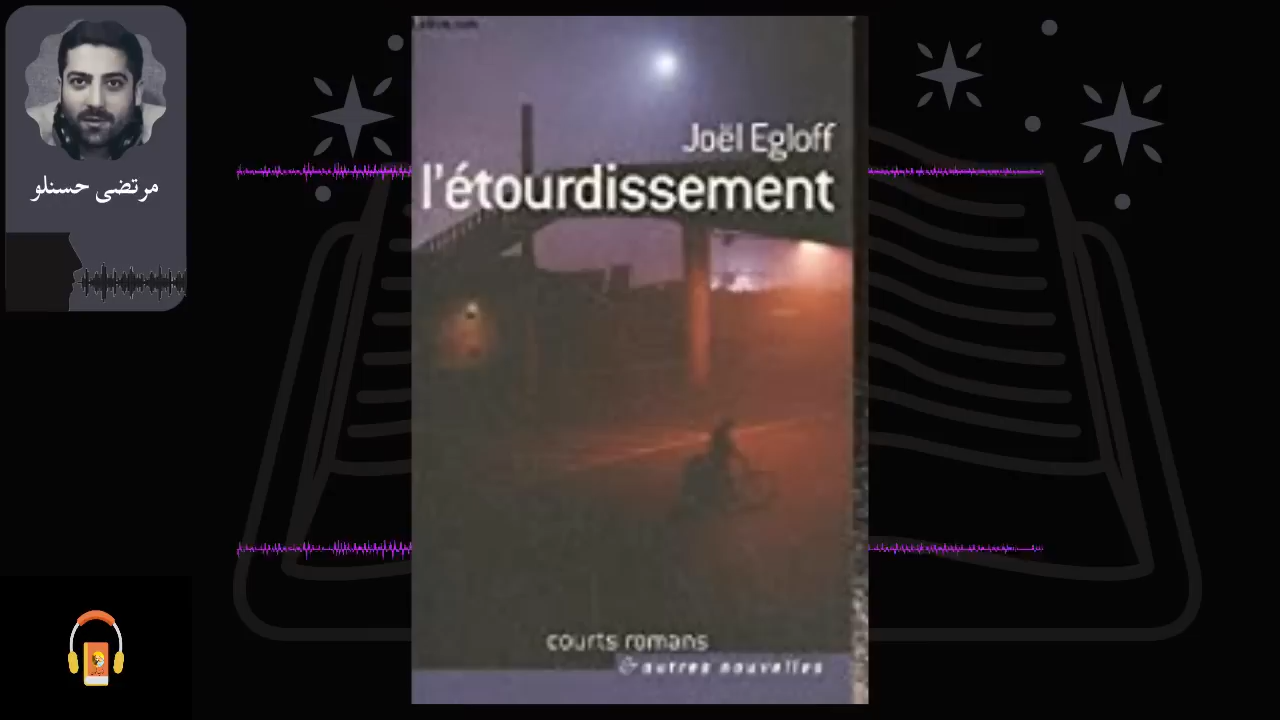 مرتضی حسنلو
Joël Egloff
l'étourdissement
courts romans
& autres nouvelles